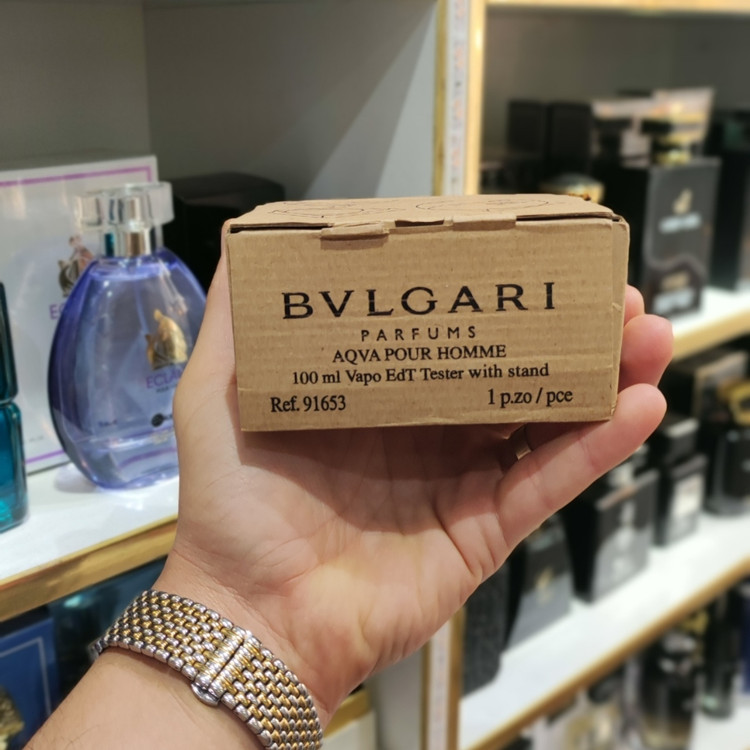 BVLGARI
PARFUMS
AQVA POUR HOMME
100 ml Vapo EdT Tester with stand
Ref. 91653 1 p.zo / pce